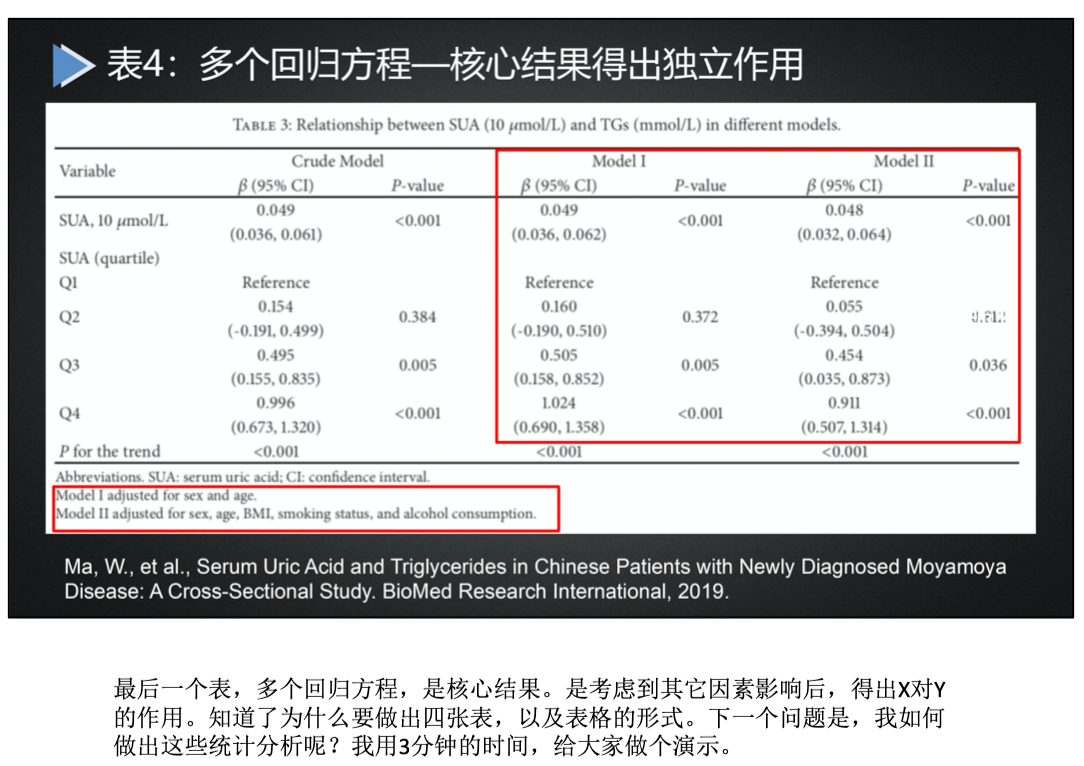 表4：多个回归方程—核心结果得出独立作用
TABLE 3: Relationship between SUA (10 μmol/L) and TGs (mmol/L) in different models.
Variable Crude Model Model I Model II
β (95% CI) P-value β (95% CI) P-value β (95% CI) P-value
SUA, 10 μmol/L 0.049 <0.001 0.049 <0.001 0.048 <0.001
(0.036, 0.061) (0.036, 0.062) (0.032, 0.064)
SUA (quartile)
Q1 Reference Reference Reference
Q2 0.154 0.384 0.160 0.372 0.055
(-0.191, 0.499) (-0.190, 0.510) (-0.394, 0.504)
Q3 0.495 0.005 0.505 0.005 0.454 0.036
(0.155, 0.835) (0.158, 0.852) (0.035, 0.873)
Q4 0.996 <0.001 1.024 <0.001 0.911 <0.001
(0.673, 1.320) (0.690, 1.358) (0.507, 1.314)
P for the trend <0.001 <0.001 <0.001
Abbreviations. SUA: serum uric acid; CI: confidence interval.
Model I adjusted for sex and age.
Model II adjusted for sex, age, BMI, smoking status, and alcohol consumption.
Ma, W., et al., Serum Uric Acid and Triglycerides in Chinese Patients with Newly Diagnosed Moyamoya
Disease: A Cross-Sectional Study. BioMed Research International, 2019.
最后一个表，多个回归方程，是核心结果。是考虑到其它因素影响后，得出X对Y
的作用。知道了为什么要做出四张表，以及表格的形式。下一个问题是，我如何
做出这些统计分析呢？我用3分钟的时间，给大家做个演示。